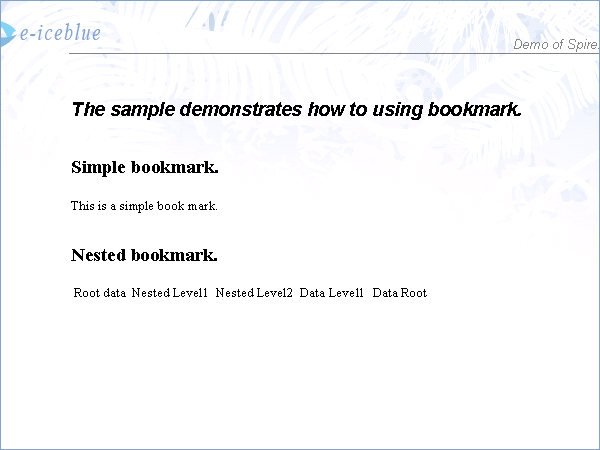 e-iceblue
Demo of Spire.
The sample demonstrates how to using bookmark.
Simple bookmark.
This is a simple book mark.
Nested bookmark.
Root data Nested Level1 Nested Level2 Data Level1 Data Root